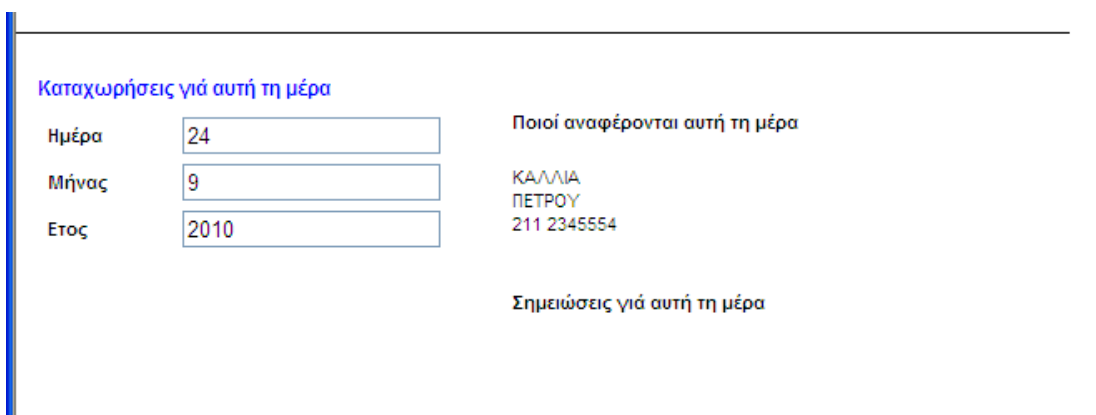 Καταχωρήσεις γιά αυτή τη μέρα
Ημέρα 24
Μήνας 9
Ετος 2010
Ποιοί αναφέρονται αυτή τη μέρα
ΚΑΛΛΙΑ
ΠΕΤΡΟΥ
211 2345554
Σημειώσεις γιά αυτή τη μέρα